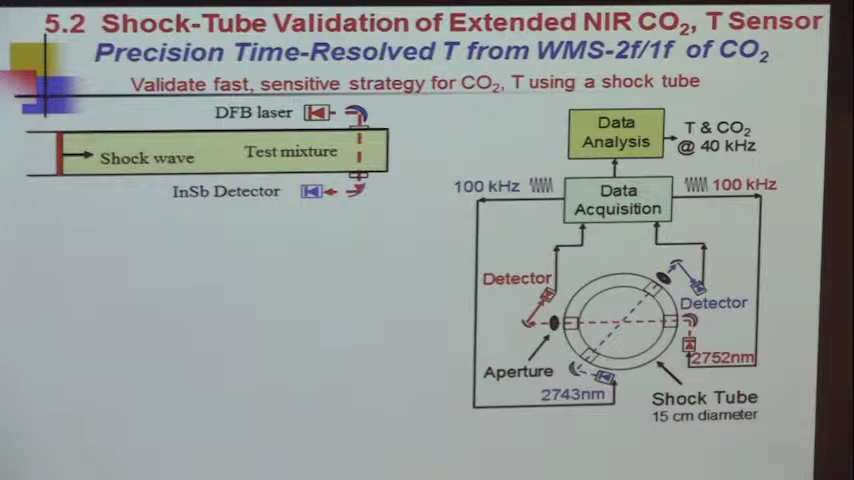 5.2 Shock-Tube Validation of Extended NIR CO₂, T Sensor
Precision Time-Resolved T from WMS-2f/1f of CO₂
Validate fast, sensitive strategy for CO₂, T using a shock tube
DFB laser
Shock wave
Test mixture
InSb Detector
Data
Analysis
T & CO₂
@ 40 kHz
100 kHz
Data
Acquisition
100 kHz
Detector
Detector
Aperture
2752nm
2743nm
Shock Tube
15 cm diameter